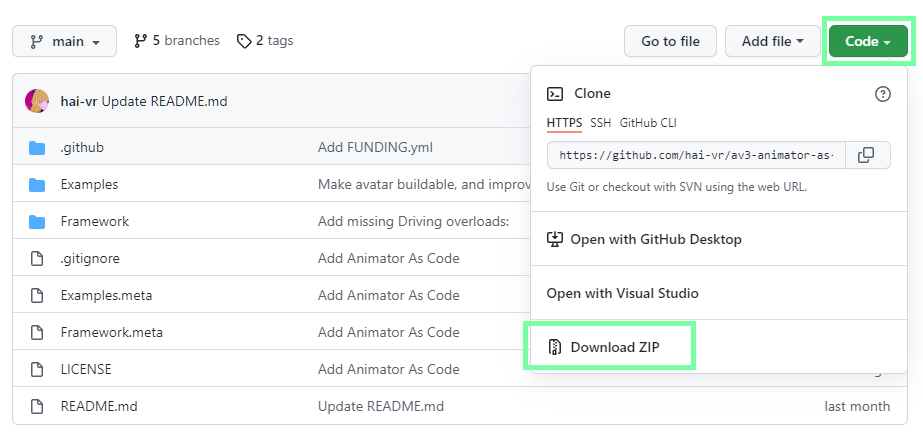 main
5 branches
2 tags
Go to file
Add file
Code
hai-vr Update README.md
.github
Add FUNDING.yml
Examples
Make avatar buildable, and improv
Framework
Add missing Driving overloads:
.gitignore
Add Animator As Code
Examples.meta
Add Animator As Code
Framework.meta
Add Animator As Code
LICENSE
Add Animator As Code
README.md
Update README.md
last month
Clone
HTTPS SSH GitHub CLI
https://github.com/hai-vr/av3-animator-as-
Use Git or checkout with SVN using the web URL.
Open with GitHub Desktop
Open with Visual Studio
Download ZIP